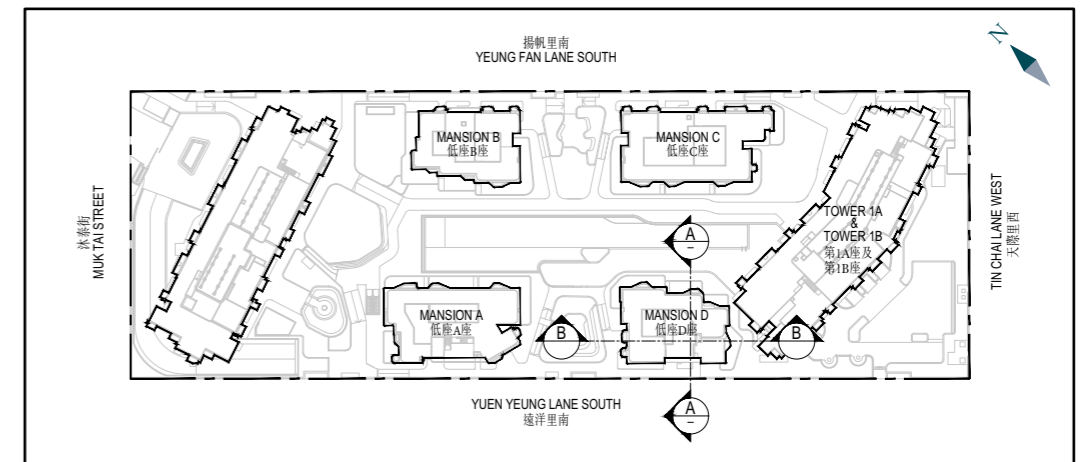 揚帆里南
YEUNG FAN LANE SOUTH
N
沐泰街
MUK TAI STREET
MANSION B
低座B座
MANSION C
低座C座
TOWER 1A
&
TOWER 1B
第1A座及
第1B座
TIN CHAI LANE WEST
天際里西
A
–
MANSION A
低座A座
B
–
MANSION D
低座D座
B
–
YUEN YEUNG LANE SOUTH
遠洋里南
A
–